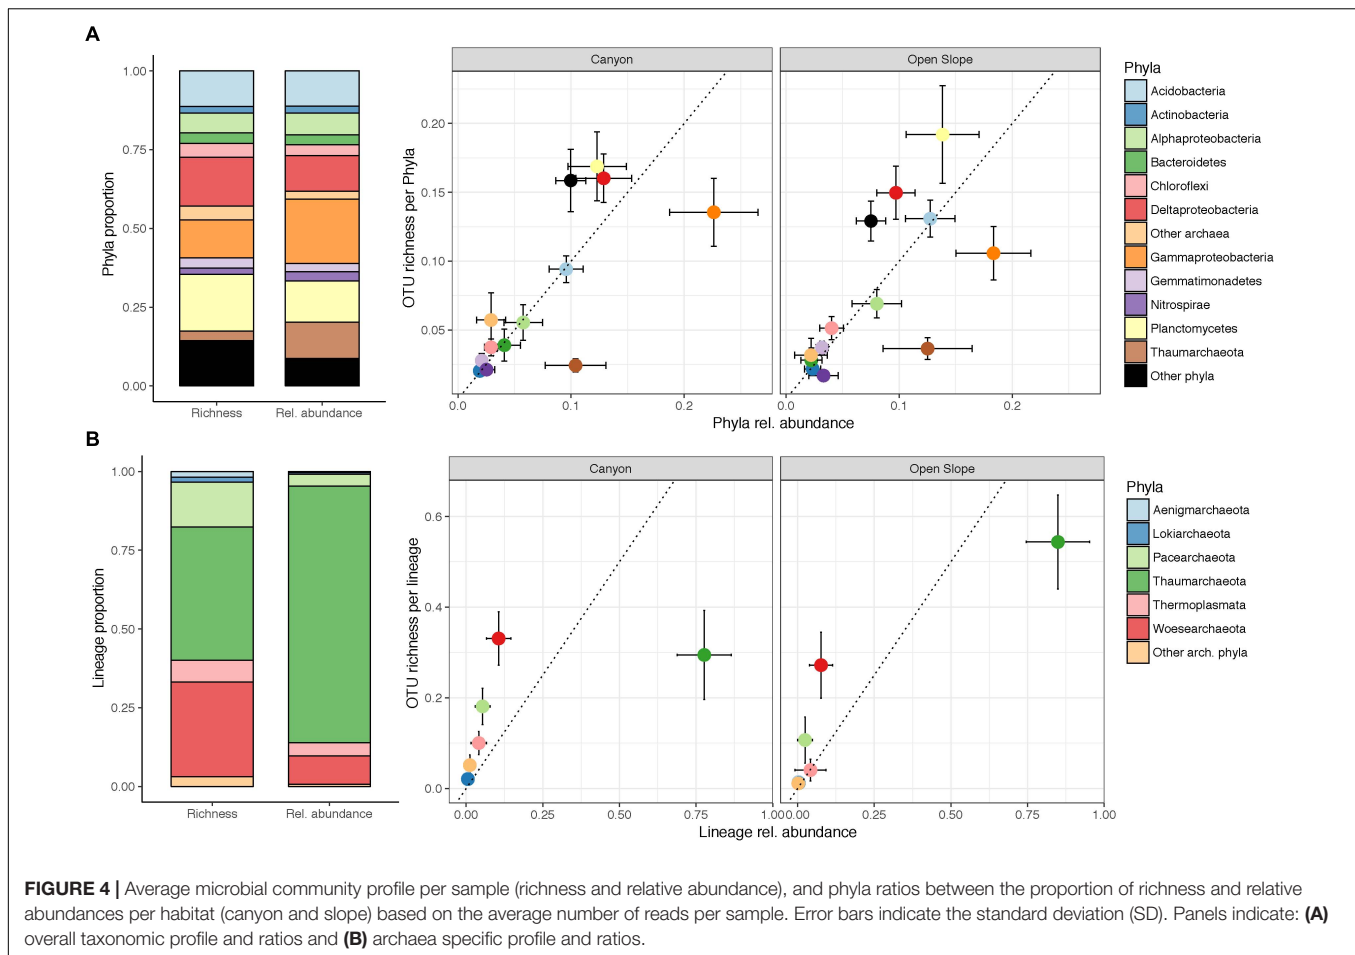 A
Canyon
Open Slope
Phyla
1.00
0.75
0.50
0.25
0.00
Phyla proportion
Richness
Rel. abundance
0.20
0.15
0.10
0.05
OTU richness per Phyla
0.0
0.1
0.2
0.0
0.1
0.2
Phyla rel. abundance
Acidobacteria
Actinobacteria
Alphaproteobacteria
Bacteroidetes
Chloroflexi
Deltaproteobacteria
Other archaea
Gammaproteobacteria
Gemmatimonadetes
Nitrospirae
Planctomycetes
Thaumarchaeota
Other phyla
B
Canyon
Open Slope
Phyla
1.00
0.75
0.50
0.25
0.00
Lineage proportion
Richness
Rel. abundance
0.6
0.4
0.2
0.0
OTU richness per lineage
0.00
0.25
0.50
0.75
1.00
0.00
0.25
0.50
0.75
1.00
Lineage rel. abundance
Aenigmarchaeota
Lokiarchaeota
Pacearchaeota
Thaumarchaeota
Thermoplasmata
Woesearchaeota
Other arch. phyla
FIGURE 4 | Average microbial community profile per sample (richness and relative abundance), and phyla ratios between the proportion of richness and relative
abundances per habitat (canyon and slope) based on the average number of reads per sample. Error bars indicate the standard deviation (SD). Panels indicate: (A)
overall taxonomic profile and ratios and (B) archaea specific profile and ratios.